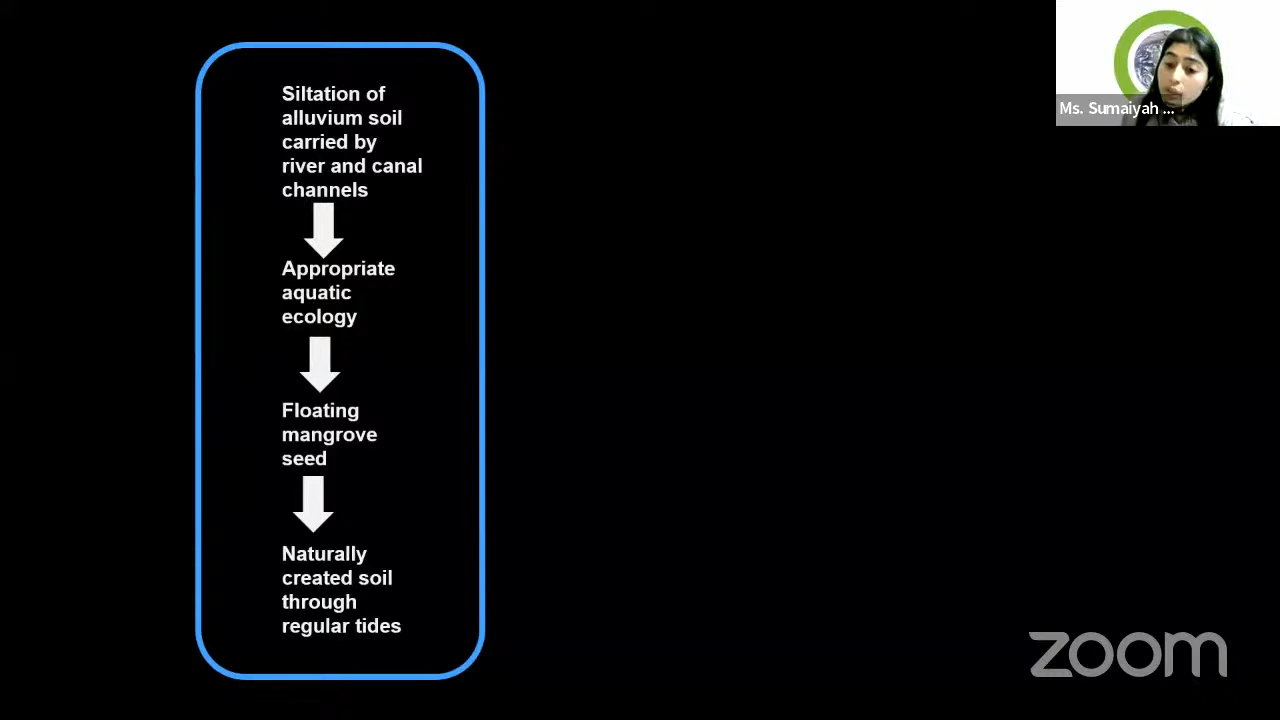 Siltation of
alluvium soil
carried by
river and canal
channels
Appropriate
aquatic
ecology
Floating
mangrove
seed
Naturally
created soil
through
regular tides
Ms. Sumaiyah ...
zoom